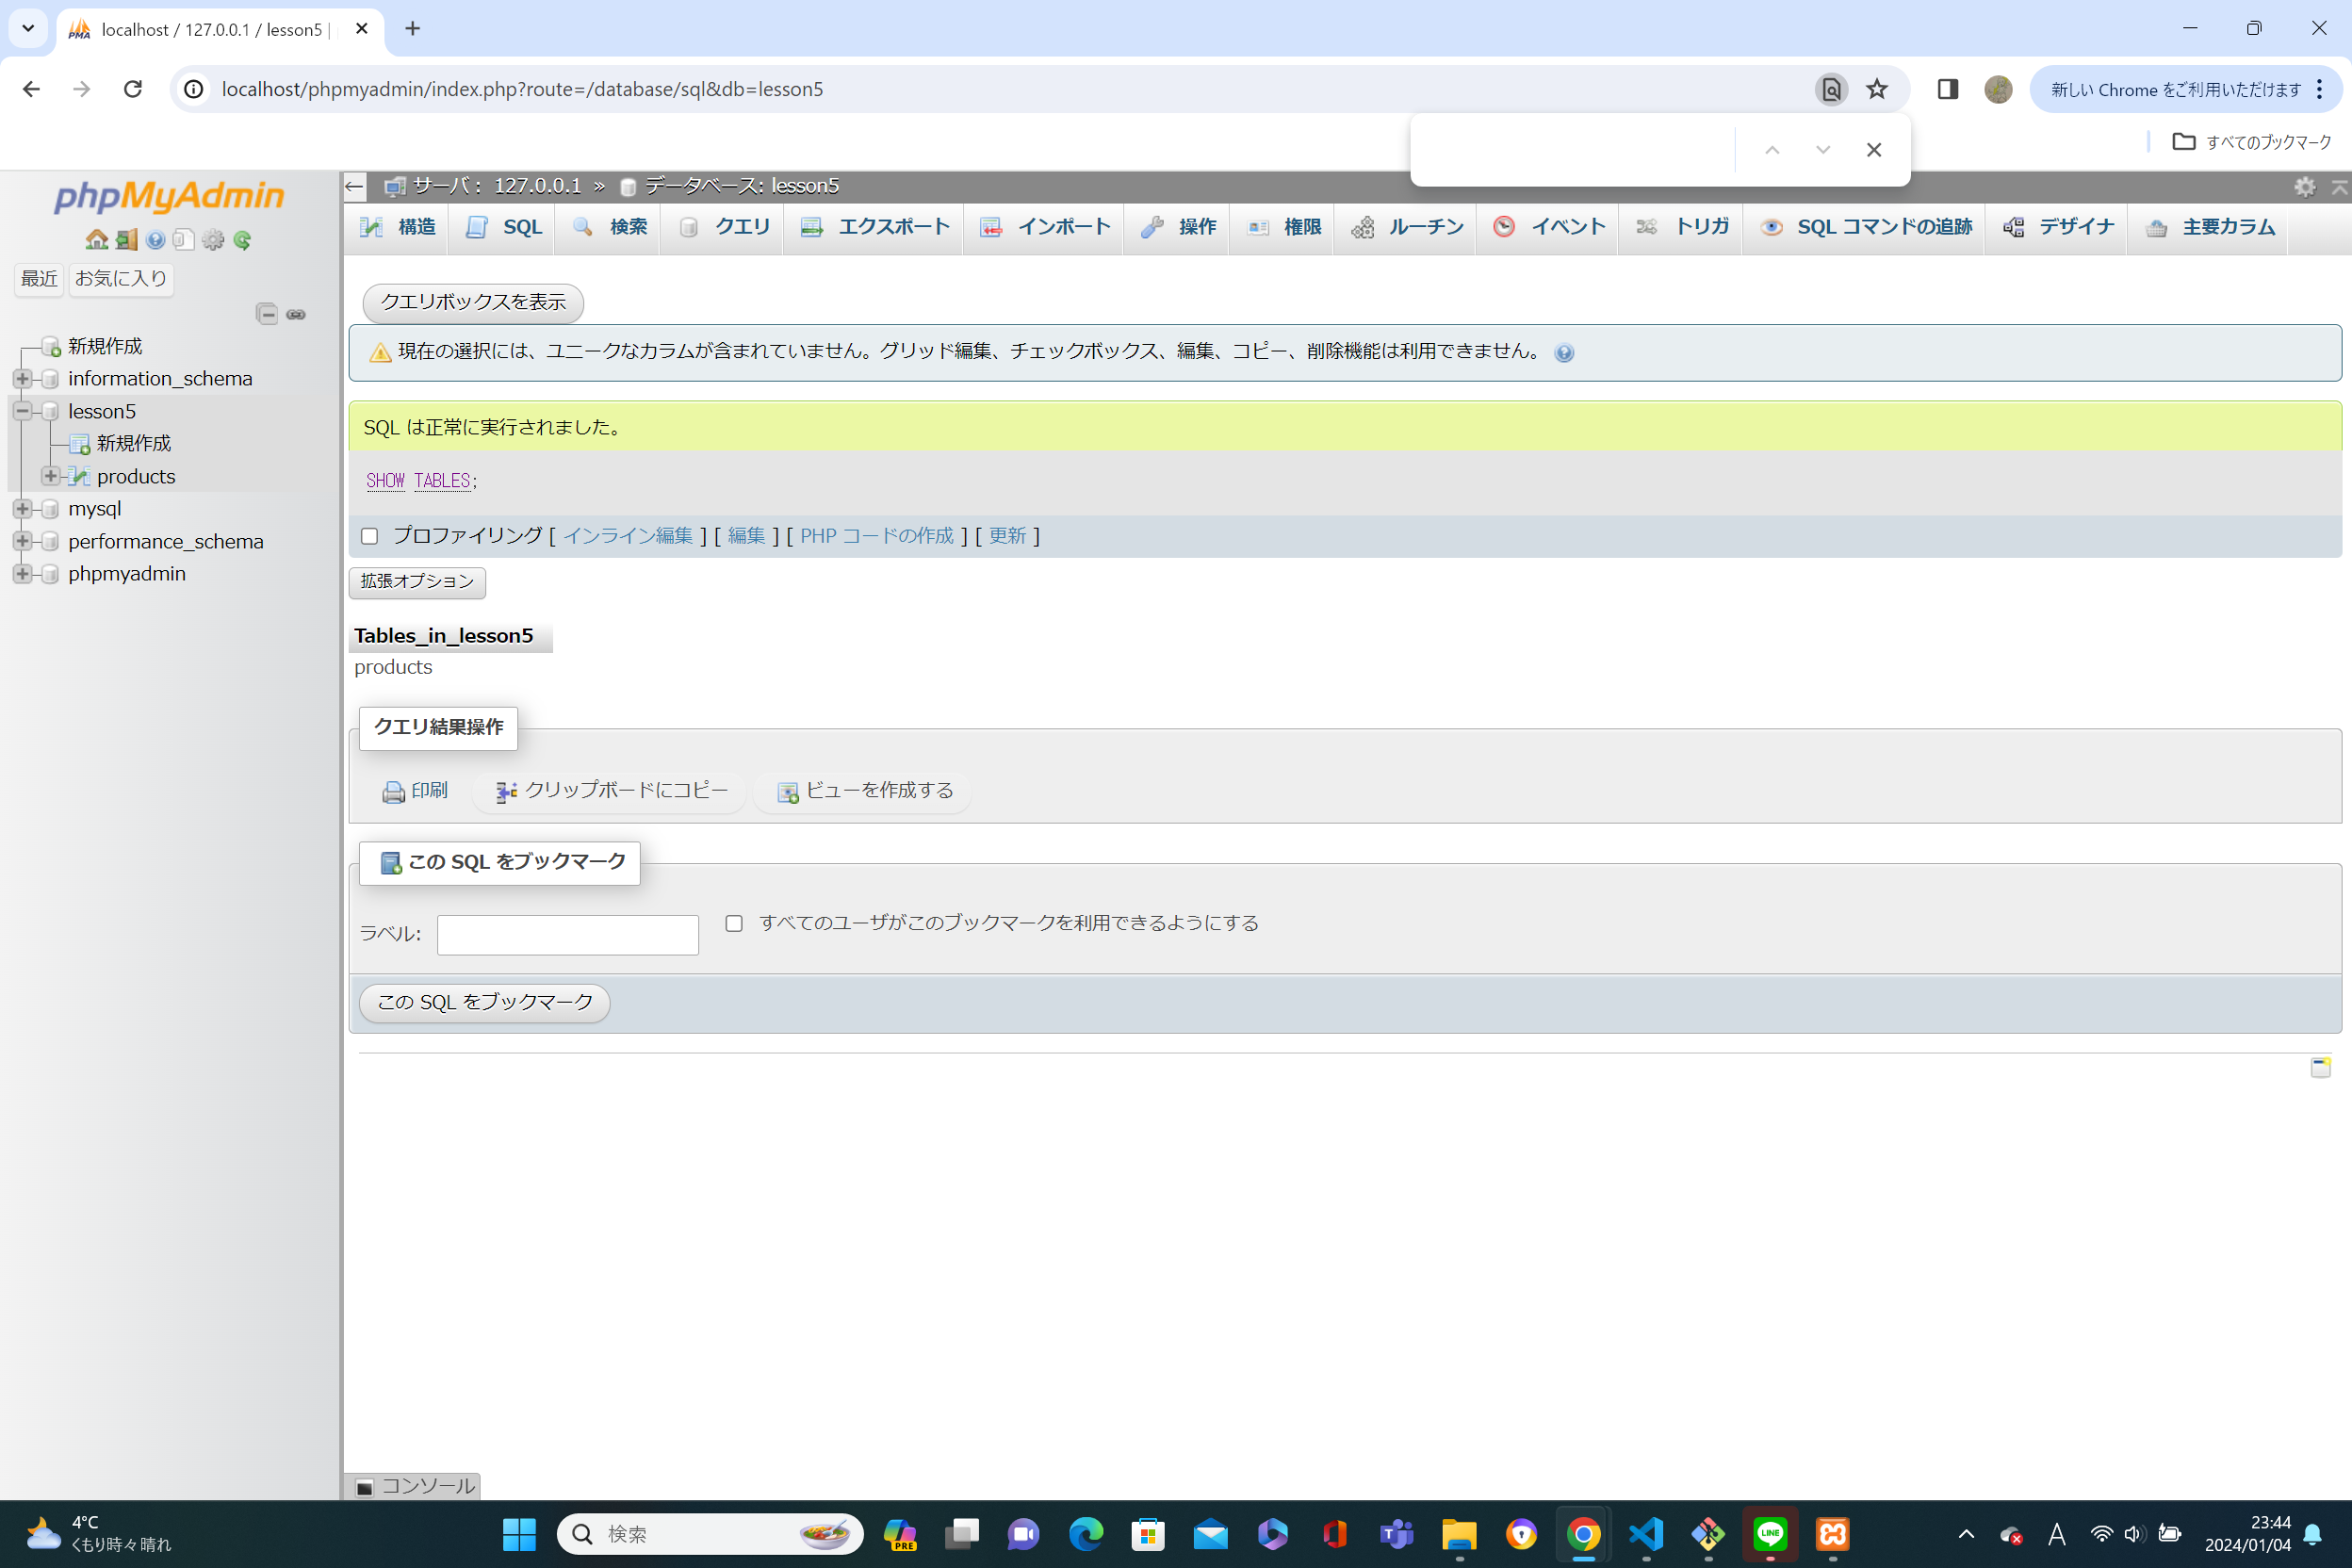 localhost / 127.0.0.1 / lesson5 |
localhost/phpmyadmin/index.php?route=/database/sql&db=lesson5
新しい Chrome をご利用いただけます
すべてのブックマーク
phpMyAdmin
最近 お気に入り
新規作成
information_schema
lesson5
新規作成
products
mysql
performance_schema
phpmyadmin
サーバ： 127.0.0.1 » データベース: lesson5
構造 SQL 検索 クエリ エクスポート インポート 操作 権限 ルーチン イベント トリガ SQL コマンドの追跡 デザイナ 主要カラム
クエリボックスを表示
現在の選択には、ユニークなカラムが含まれていません。グリッド編集、チェックボックス、編集、コピー、削除機能は利用できません。
SQL は正常に実行されました。
SHOW TABLES;
プロファイリング [ インライン編集 ] [ 編集 ] [ PHP コードの作成 ] [ 更新 ]
拡張オプション
Tables_in_lesson5
products
クエリ結果操作
印刷 クリップボードにコピー ビューを作成する
この SQL をブックマーク
ラベル: すべてのユーザがこのブックマークを利用できるようにする
この SQL をブックマーク
コンソール
4°C
くもり時々晴れ
検索
PRE
LINE
A
23:44
2024/01/04